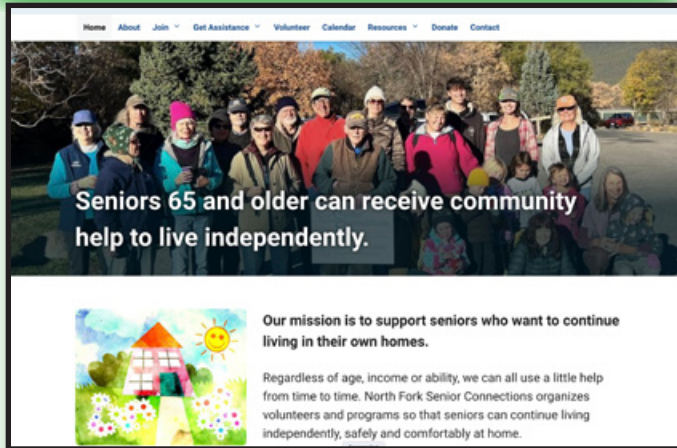 Home About Join Get Assistance Volunteer Calendar Resources Donate Contact
Seniors 65 and older can receive community
help to live independently.
Our mission is to support seniors who want to continue
living in their own homes.
Regardless of age, income or ability, we can all use a little help
from time to time. North Fork Senior Connections organizes
volunteers and programs so that seniors can continue living
independently, safely and comfortably at home.